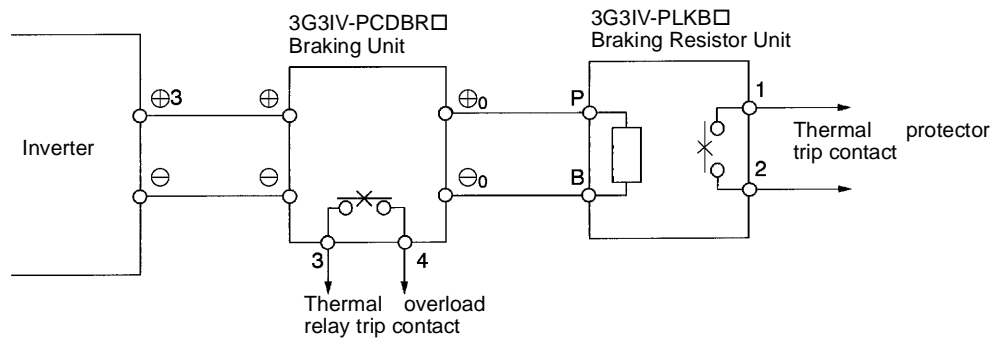 3G3IV-PCDBR□
Braking Unit
3G3IV-PLKB□
Braking Resistor Unit
Inverter
⊕3
⊖
⊕
⊖
⊕0
⊖0
P
B
1
2
Thermal protector
trip contact
3
4
Thermal overload
relay trip contact